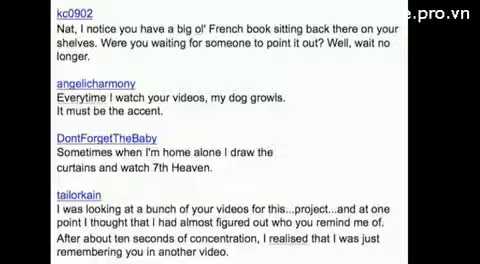 kc0902
e.pro.vn
Nat, I notice you have a big ol' French book sitting back there on your
shelves. Were you waiting for someone to point it out? Well, wait no
longer.
angelicharmony
Everytime I watch your videos, my dog growls.
It must be the accent.
DontForgetTheBaby
Sometimes when I'm home alone I draw the
curtains and watch 7th Heaven.
tailorkain
I was looking at a bunch of your videos for this...project...and at one
point I thought that I had almost figured out who you remind me of.
After about ten seconds of concentration, I realised that I was just
remembering you in another video.